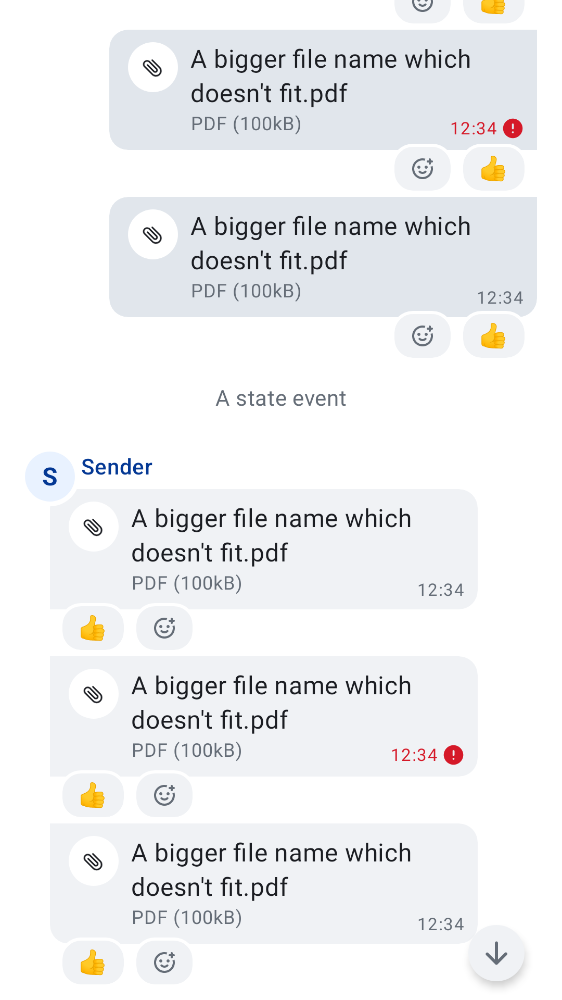 A bigger file name which
doesn't fit.pdf
PDF (100kB)
12:34
A bigger file name which
doesn't fit.pdf
PDF (100kB)
12:34
A state event
S
Sender
A bigger file name which
doesn't fit.pdf
PDF (100kB)
12:34
A bigger file name which
doesn't fit.pdf
PDF (100kB)
12:34
A bigger file name which
doesn't fit.pdf
PDF (100kB)
12:34